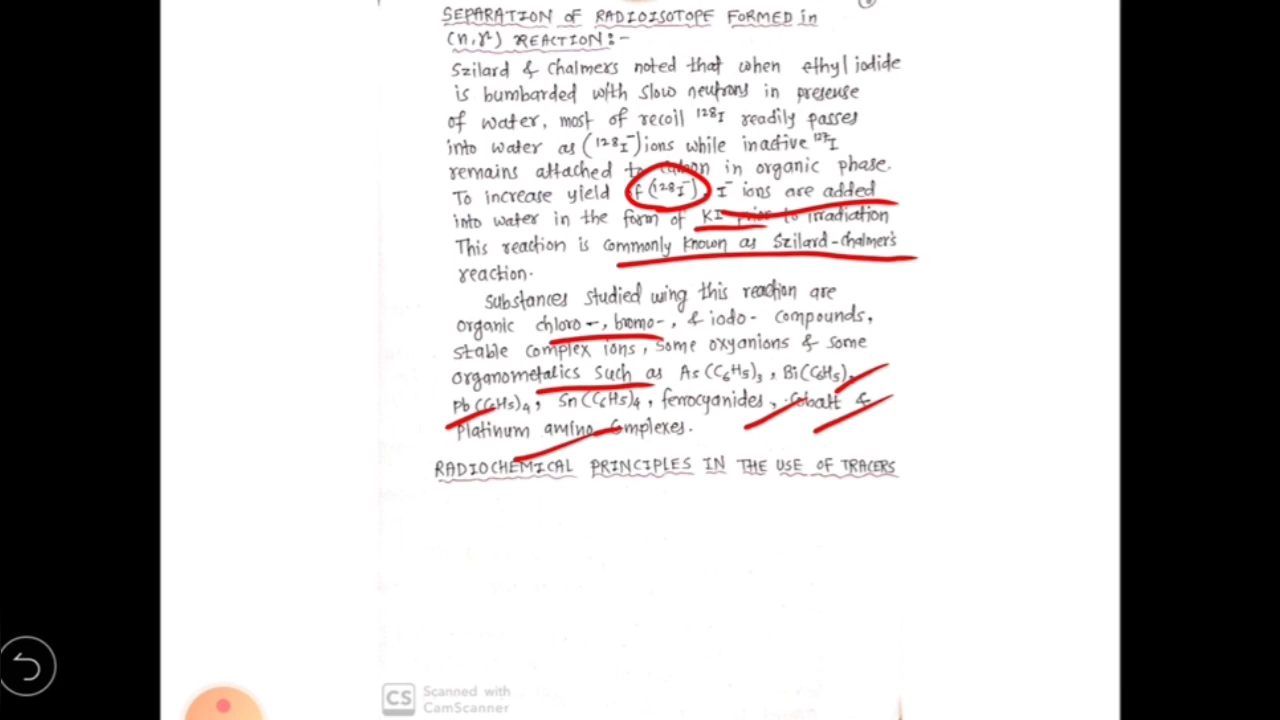 SEPARATION OF RADIOISOTOPE FORMED in
(n,γ) REACTION:-
Szilard & Chalmers noted that when ethyl iodide
is bumbarded with slow neutrons in presense
of water, most of recoil ¹²⁸I readily passes
into water as (¹²⁸I⁻) ions while inactive ¹²⁷I
remains attached to carbon in organic phase.
To increase yield of (¹²⁸I⁻), I⁻ ions are added
into water in the form of KI prior to irradiation
This reaction is commonly known as Szilard-Chalmer's
reaction.
Substances studied using this reaction are
organic chloro-, bromo-, & iodo- compounds,
stable complex ions, some oxyanions & some
organometalics such as As(C₆H₅)₃, Bi(C₆H₅)
Pb(C₆H₅)₄, Sn(C₆H₅)₄, ferrocyanides, Cobalt &
Platinum amino complexes.
RADIOCHEMICAL PRINCIPLES IN THE USE OF TRACERS
CS Scanned with
CamScanner